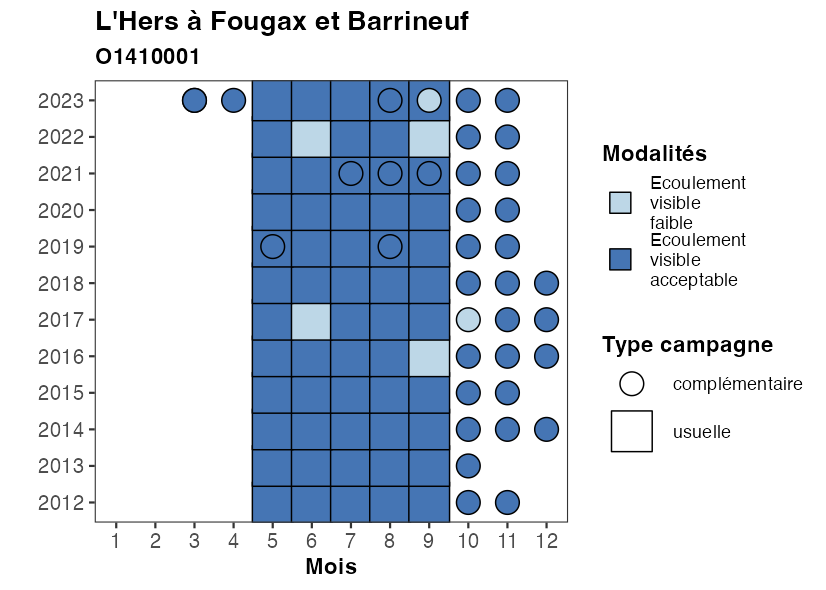 L'Hers à Fougax et Barrineuf
O1410001
2023
2022
2021
2020
2019
2018
2017
2016
2015
2014
2013
2012
1 2 3 4 5 6 7 8 9 10 11 12
Mois
Modalités
Ecoulement
visible
faible
Ecoulement
visible
acceptable
Type campagne
complémentaire
usuelle